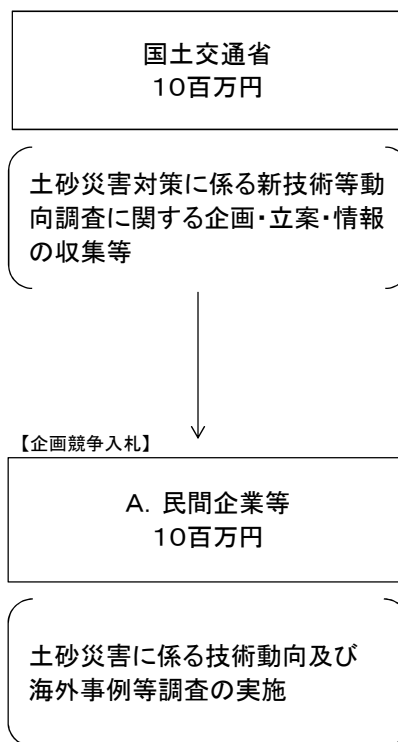 国土交通省
10百万円
土砂災害対策に係る新技術等動
向調査に関する企画・立案・情報
の収集等
【企画競争入札】
A. 民間企業等
10百万円
土砂災害に係る技術動向及び
海外事例等調査の実施